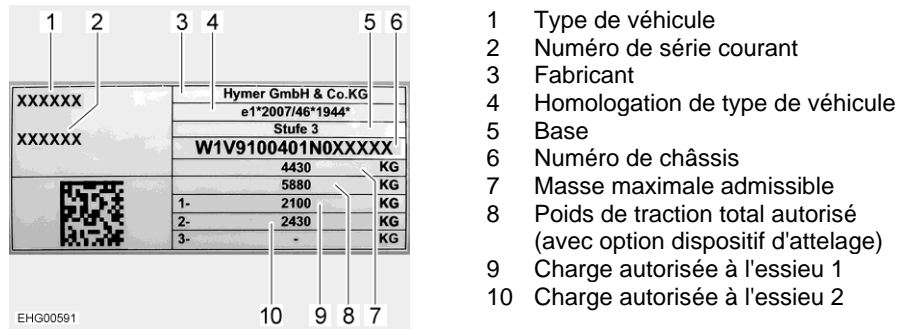 1 2 3 4 5 6
XXXXXX
XXXXXX
Hymer GmbH & Co.KG
e1*2007/46*1944*
Stufe 3
W1V9100401N0XXXXX
4430 KG
5880 KG
1- 2100 KG
2- 2430 KG
3- - KG
10 9 8 7
EHG00591
1 Type de véhicule
2 Numéro de série courant
3 Fabricant
4 Homologation de type de véhicule
5 Base
6 Numéro de châssis
7 Masse maximale admissible
8 Poids de traction total autorisé
(avec option dispositif d'attelage)
9 Charge autorisée à l'essieu 1
10 Charge autorisée à l'essieu 2